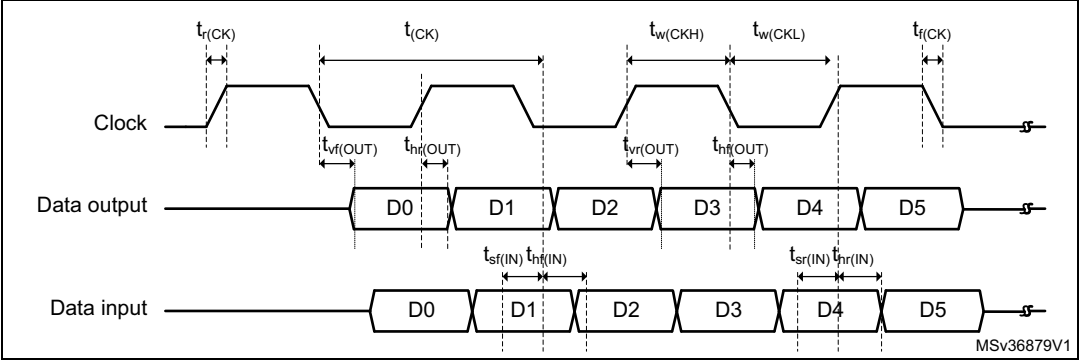 tr(CK) t(CK) tw(CKH) tw(CKL) tf(CK)
Clock
tvf(OUT) thr(OUT) tvr(OUT) thf(OUT)
Data output D0 D1 D2 D3 D4 D5
tsf(IN) thf(IN) tsr(IN) thr(IN)
Data input D0 D1 D2 D3 D4 D5
MSv36879V1